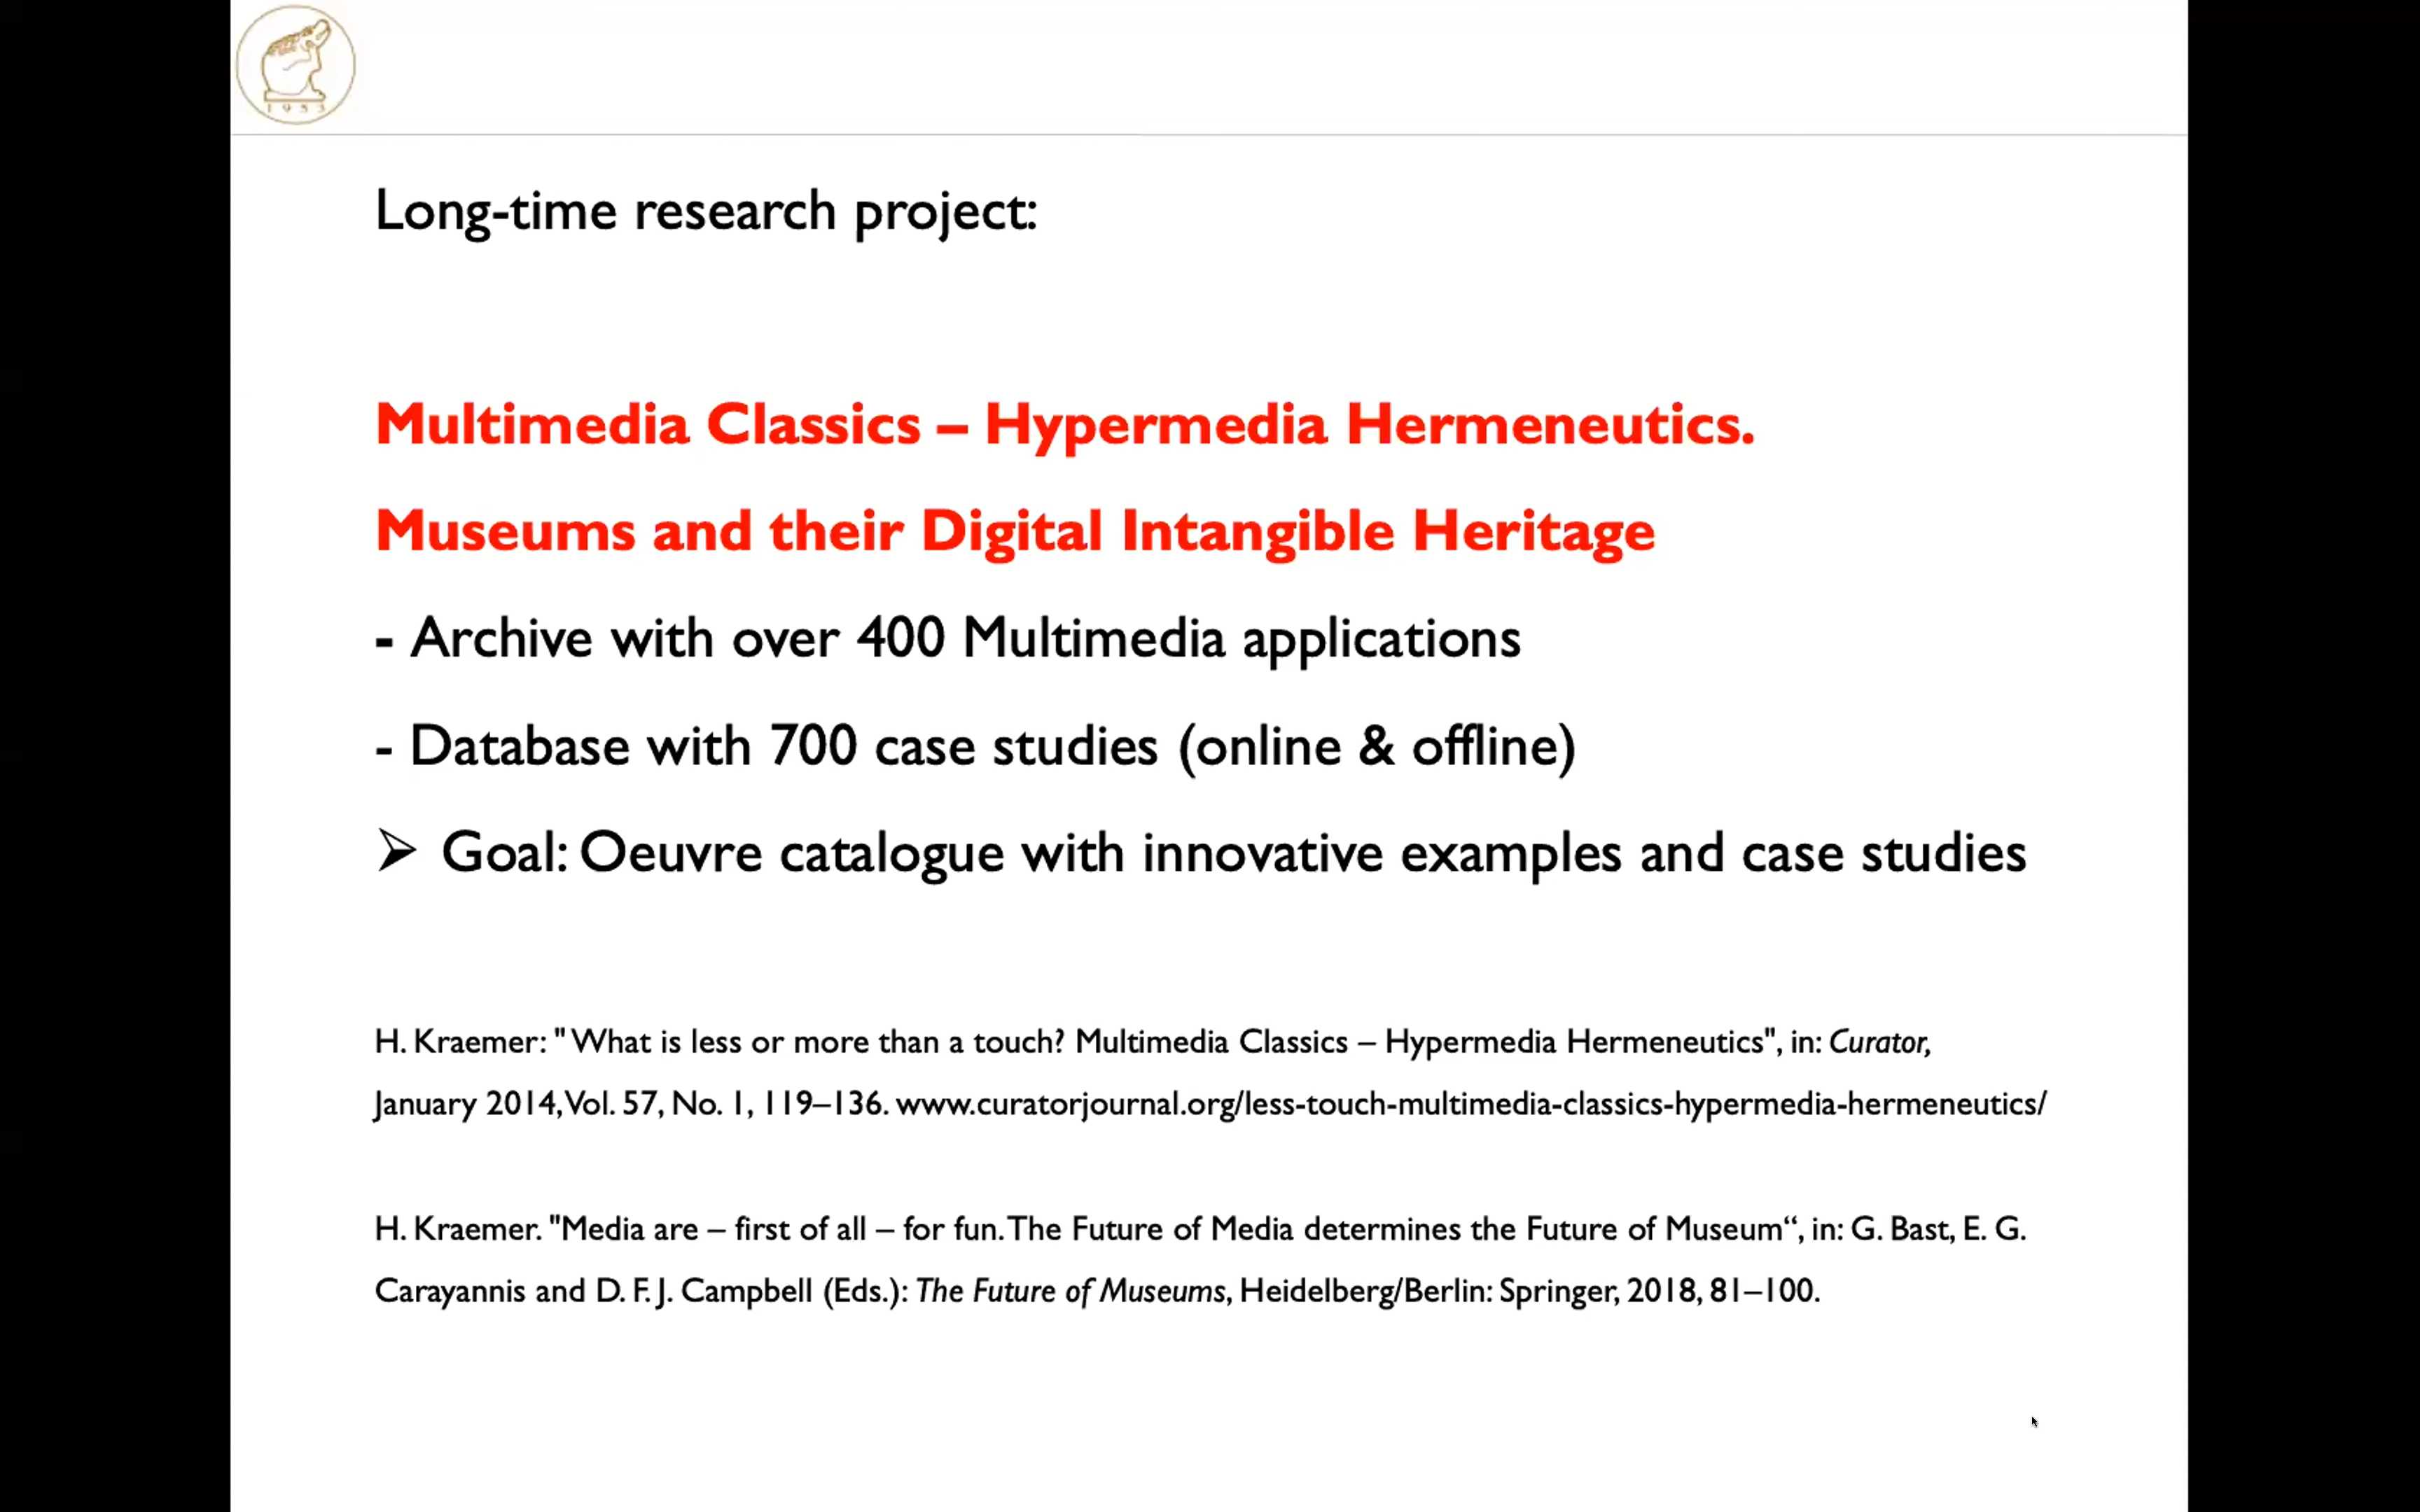 1953
Long-time research project:
Multimedia Classics – Hypermedia Hermeneutics.
Museums and their Digital Intangible Heritage
- Archive with over 400 Multimedia applications
- Database with 700 case studies (online & offline)
➢ Goal: Oeuvre catalogue with innovative examples and case studies
H. Kraemer: "What is less or more than a touch? Multimedia Classics – Hypermedia Hermeneutics", in: Curator,
January 2014, Vol. 57, No. 1, 119–136. www.curatorjournal.org/less-touch-multimedia-classics-hypermedia-hermeneutics/
H. Kraemer. "Media are – first of all – for fun. The Future of Media determines the Future of Museum“, in: G. Bast, E. G.
Carayannis and D. F. J. Campbell (Eds.): The Future of Museums, Heidelberg/Berlin: Springer, 2018, 81–100.